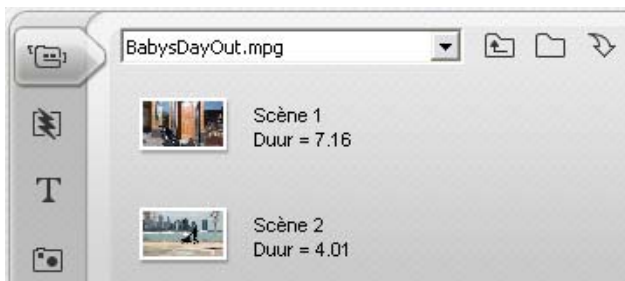 BabysDayOut.mpg
Scène 1
Duur = 7.16
T
Scène 2
Duur = 4.01